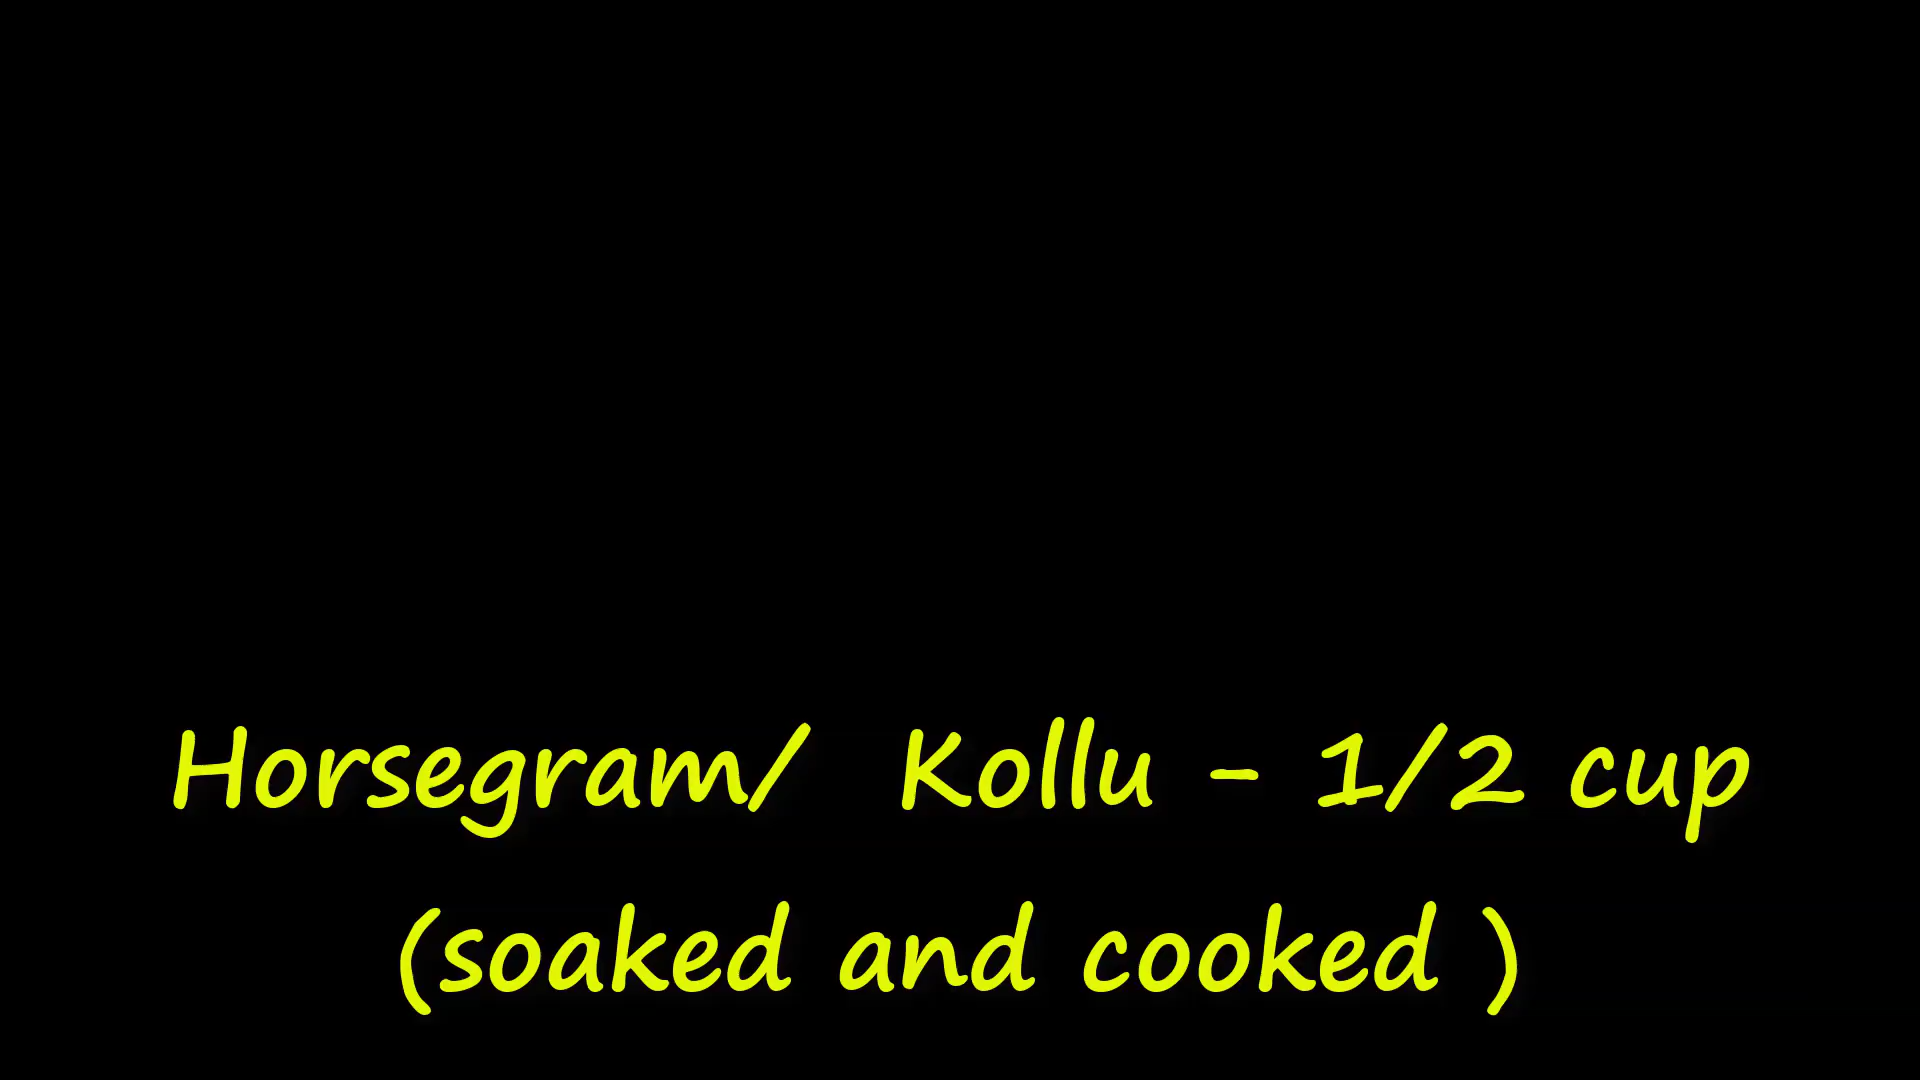 Horsegram/  Kollu - 1/2 cup
(soaked and cooked )